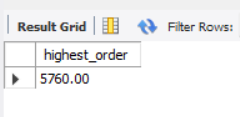 Result Grid Filter Rows:
highest_order
5760.00